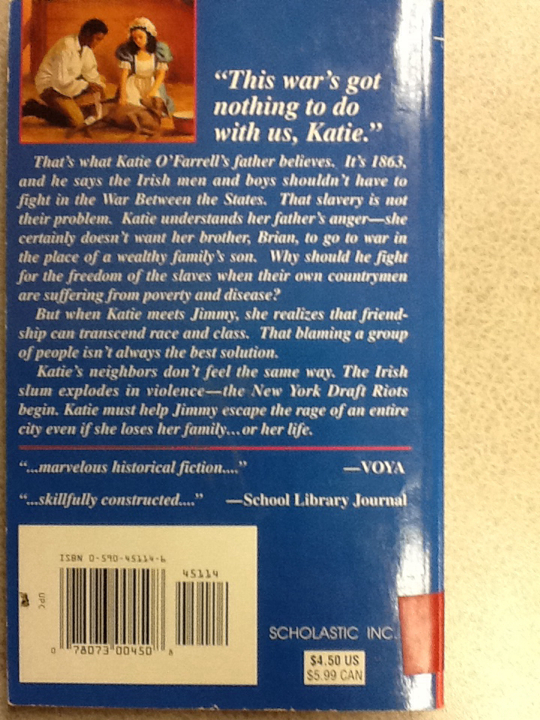 “This war’s got
nothing to do
with us, Katie.”
That’s what Katie O’Farrell’s father believes. It’s 1863,
and he says the Irish men and boys shouldn’t have to
fight in the War Between the States. That slavery is not
their problem. Katie understands her father’s anger—she
certainly doesn’t want her brother, Brian, to go to war in
the place of a wealthy family’s son. Why should he fight
for the freedom of the slaves when their own countrymen
are suffering from poverty and disease?
But when Katie meets Jimmy, she realizes that friend-
ship can transcend race and class. That blaming a group
of people isn’t always the best solution.
Katie’s neighbors don’t feel the same way. The Irish
slum explodes in violence—the New York Draft Riots
begin. Katie must help Jimmy escape the rage of an entire
city even if she loses her family...or her life.
“...marvelous historical fiction....” —VOYA
“...skillfully constructed....” —School Library Journal
ISBN 0-590-45114-6
45114
UPC
0 78073 00450 8
SCHOLASTIC INC.
$4.50 US
$5.99 CAN